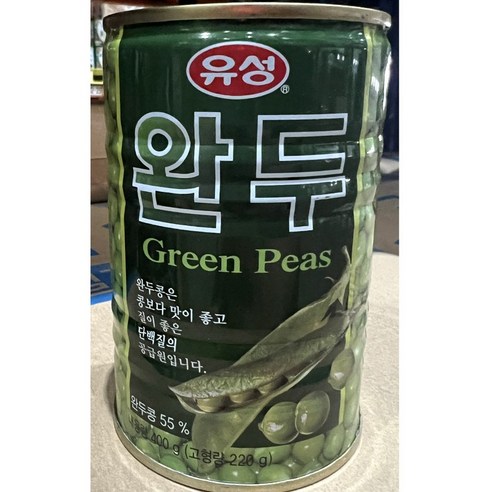 유성
®
완두
Green Peas
완두콩은
콩보다 맛이 좋고
질이 좋은
단백질의
공급원입니다.
완두콩 55 %
400 g (고형량 220 g)